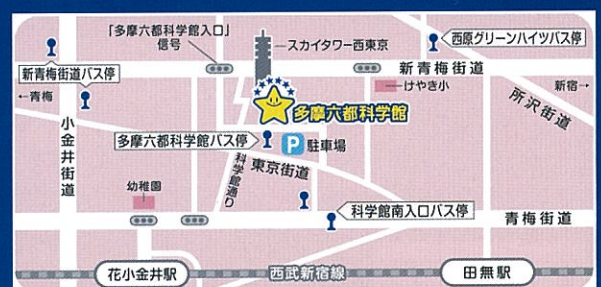 「多摩六都科学館入口」
信号
スカイタワー西東京
西原グリーンハイツバス停
新青梅街道バス停
新青梅街道
←青梅
けやき小
新宿→
所沢街道
多摩六都科学館
小金井街道
多摩六都科学館バス停
P 駐車場
科学館通り
東京街道
幼稚園
科学館南入口バス停
青梅街道
花小金井駅
西武新宿線
田無駅